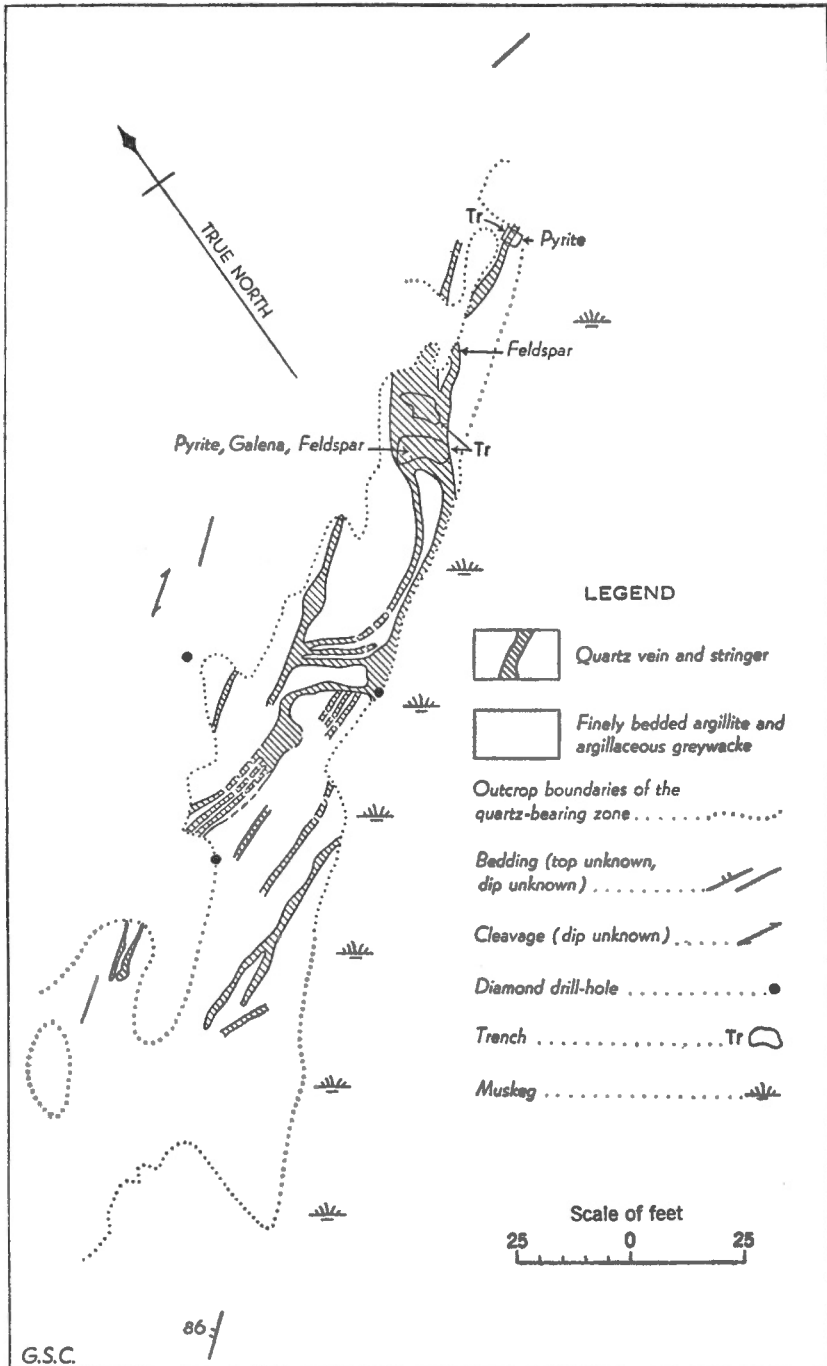 TRUE NORTH
Tr
Pyrite
Feldspar
Pyrite, Galena, Feldspar
Tr
LEGEND
Quartz vein and stringer
Finely bedded argillite and
argillaceous greywacke
Outcrop boundaries of the
quartz-bearing zone
Bedding (top unknown,
dip unknown)
Cleavage (dip unknown)
Diamond drill-hole
Trench Tr
Muskeg
Scale of feet
25 0 25
86
G.S.C.